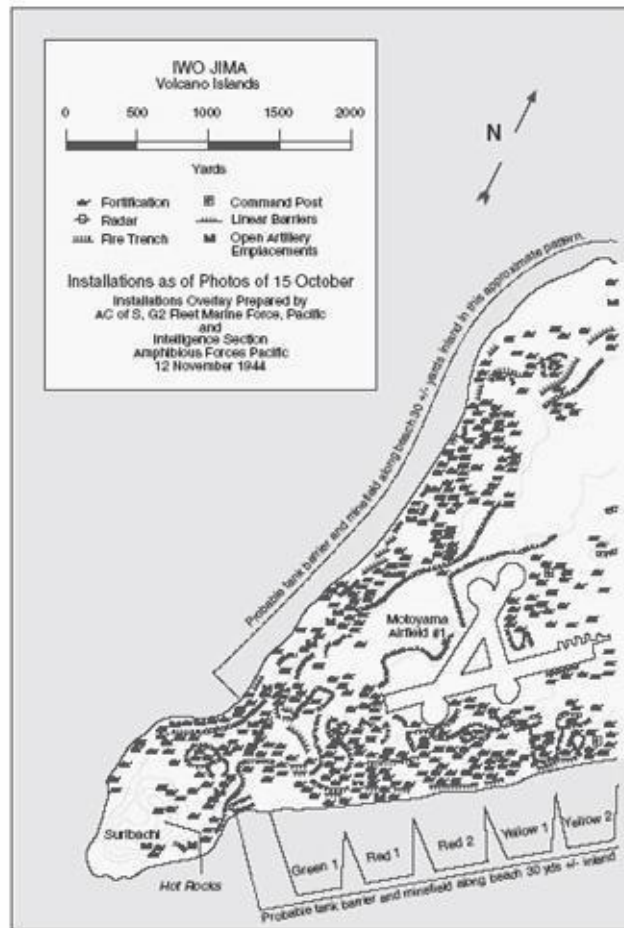 IWO JIMA
Volcano Islands
0 500 1000 1500 2000
Yards
Fortification
Radar
Fire Trench
Command Post
Linear Barriers
Open Artillery
Emplacements
Installations as of Photos of 15 October
Installations Overlay Prepared by
AC of S, G2 Fleet Marine Force, Pacific
and
Intelligence Section
Amphibious Forces Pacific
12 November 1944
N
Probable tank barrier and minefield along beach 30 +/- yards inland in this approximate pattern.
Motoyama
Airfield #1
Suribachi
Hot Rocks
Green 1
Red 1
Red 2
Yellow 1
Yellow 2
Probable tank barrier and minefield along beach 30 yds +/- inland